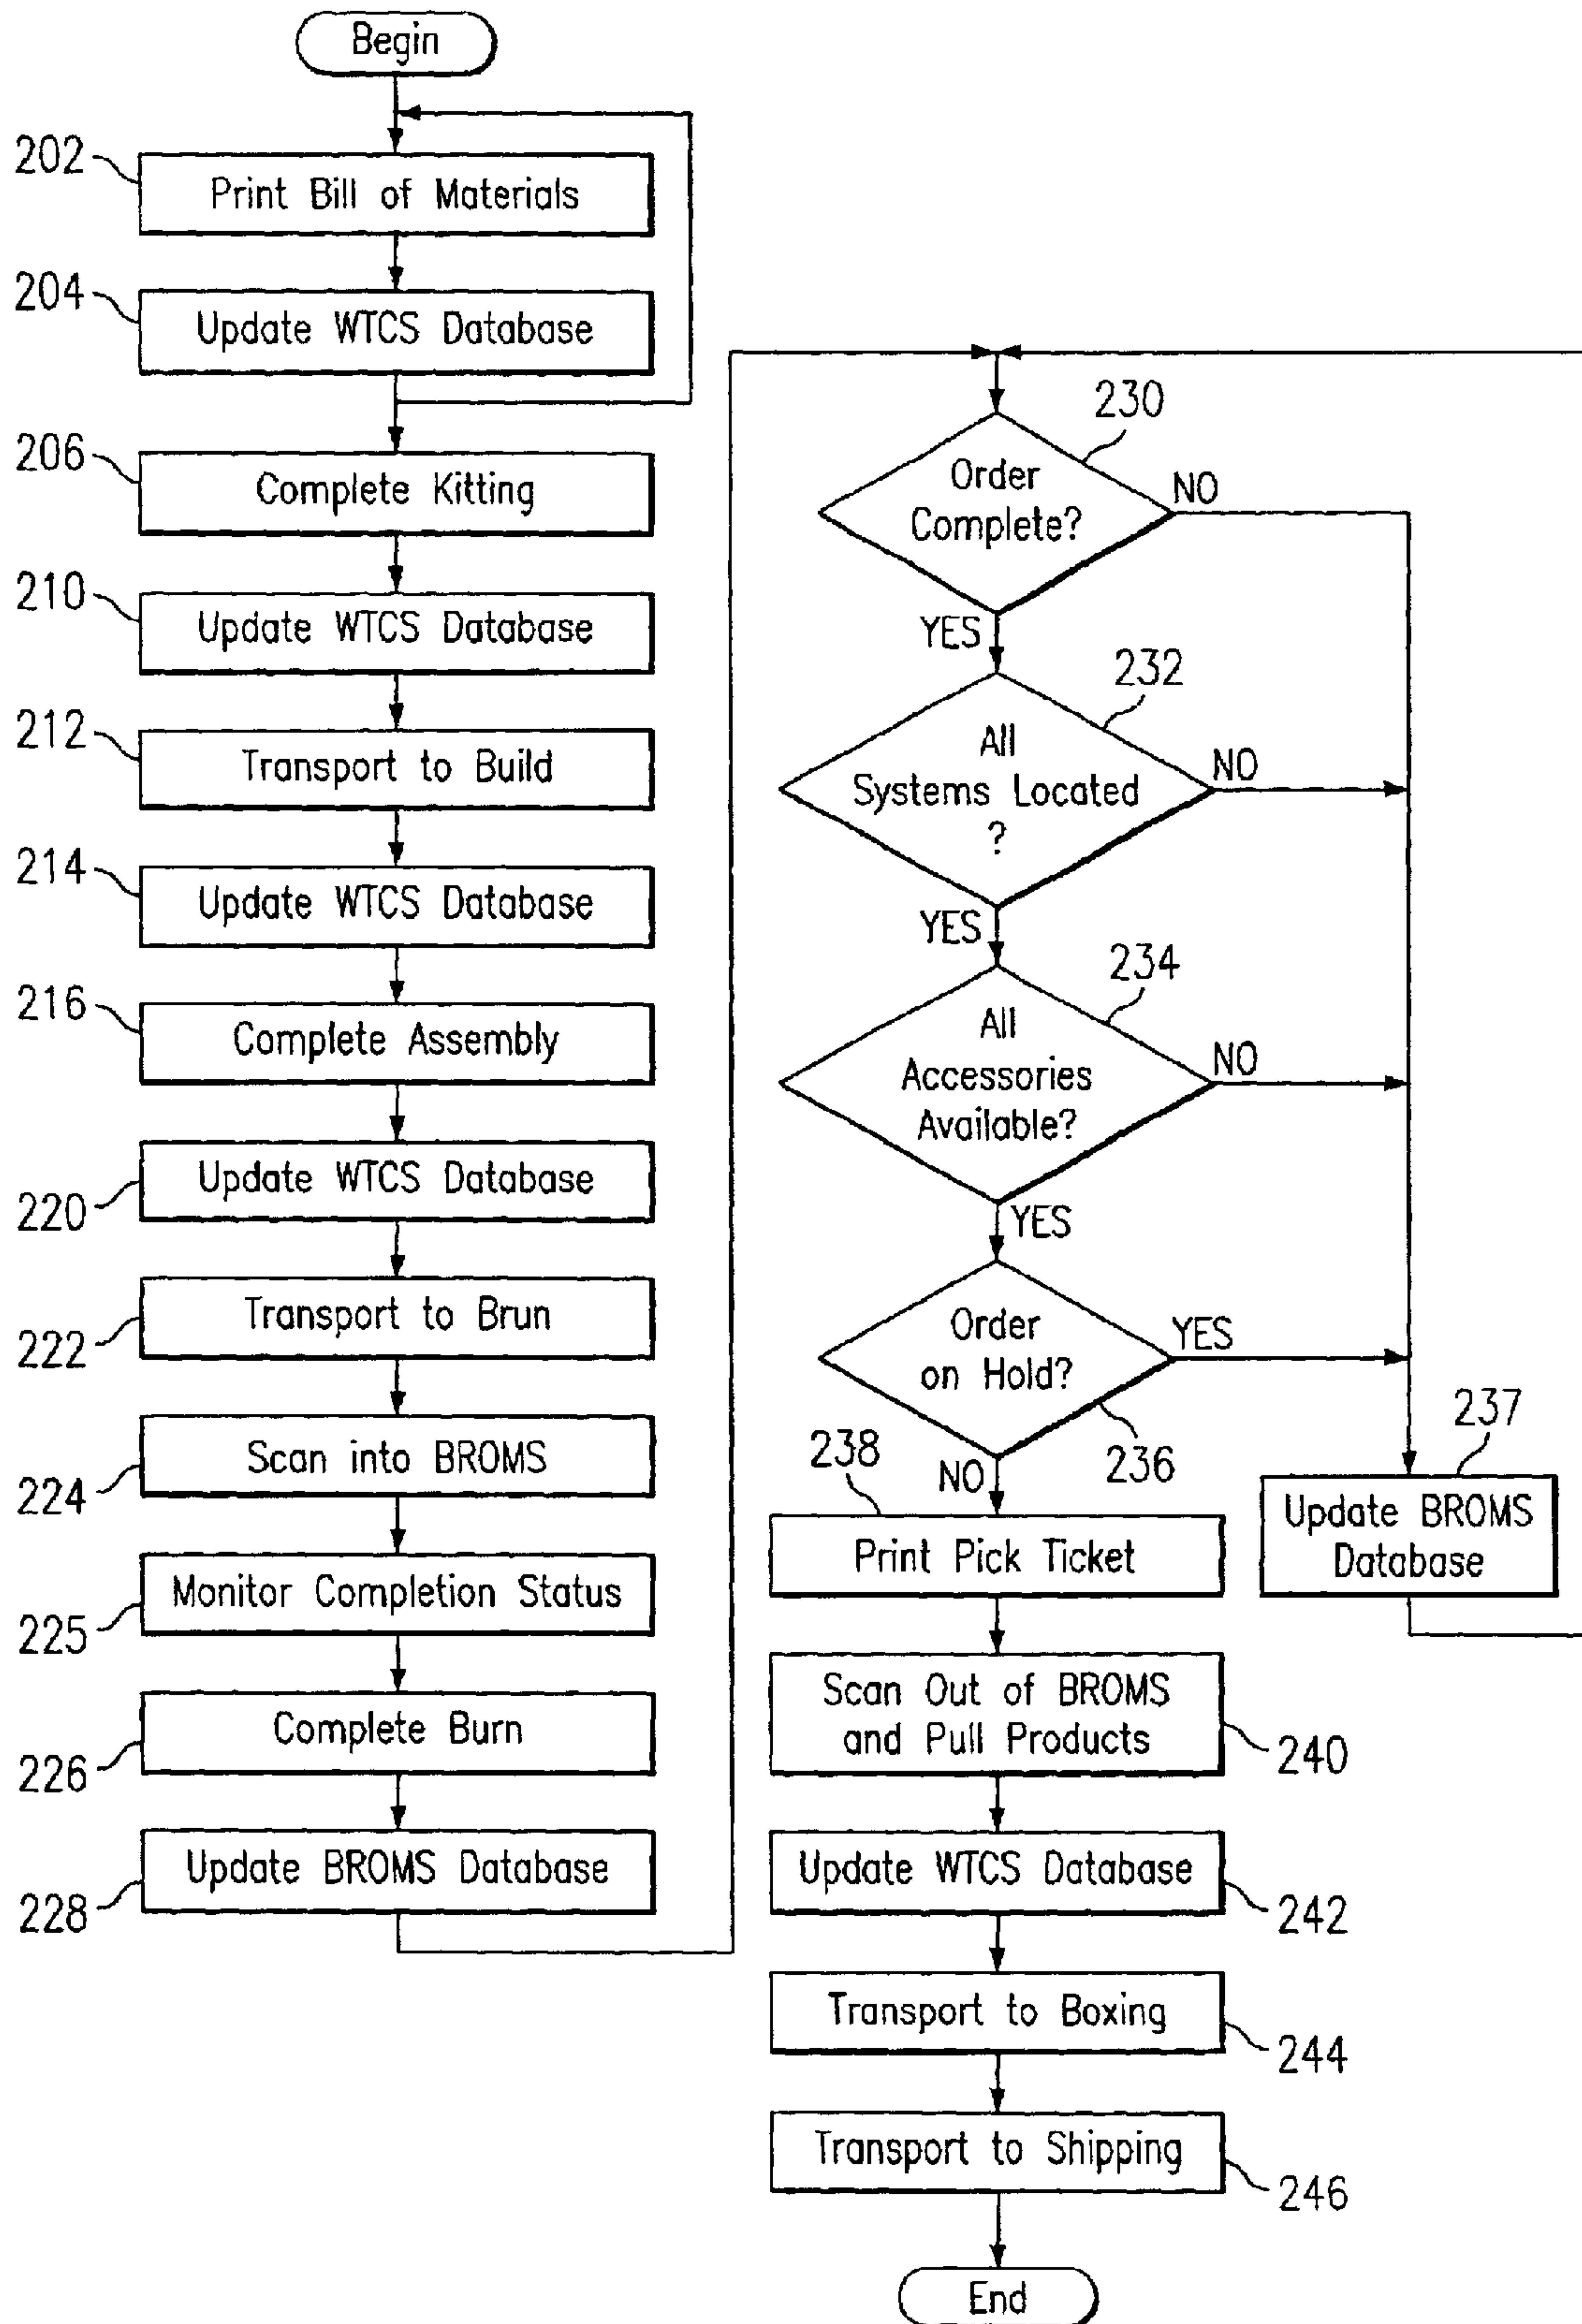 Begin
202
Print Bill of Materials
204
Update WTCS Database
206
Complete Kitting
210
Update WTCS Database
212
Transport to Build
214
Update WTCS Database
216
Complete Assembly
Update WTCS Database
220
Transport to Brun
222
Scan into BROMS
224
Monitor Completion Status
225
Complete Burn
226
Update BROMS Database
228
230
Order
Complete?
NO
YES
232
All
Systems Located
?
NO
YES
234
All
Accessories
Available?
NO
YES
Order
on Hold?
YES
236
NO
237
Update BROMS
Database
238
Print Pick Ticket
Scan Out of BROMS
and Pull Products
240
Update WTCS Database
242
Transport to Boxing
244
Transport to Shipping
246
End